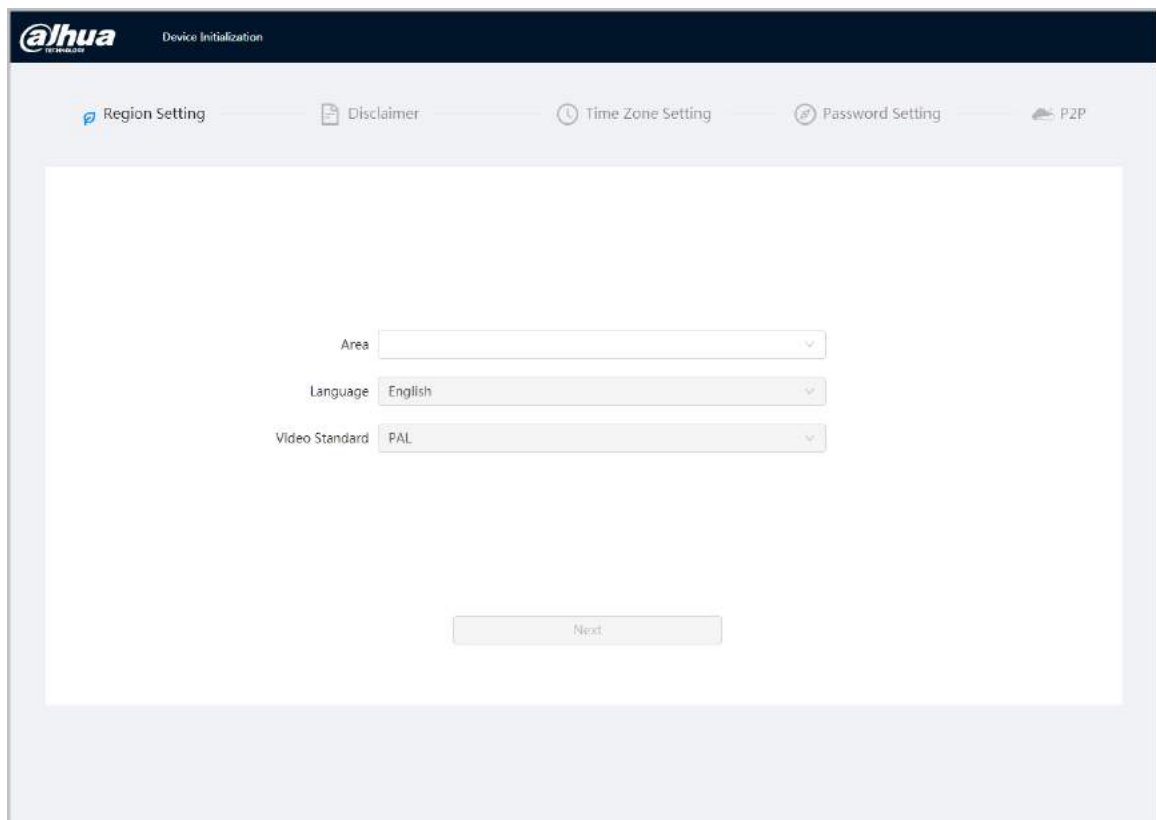 alhua Device Initialization
TECHNOLOGY
Region Setting Disclaimer Time Zone Setting Password Setting P2P
Area
Language English
Video Standard PAL
Next